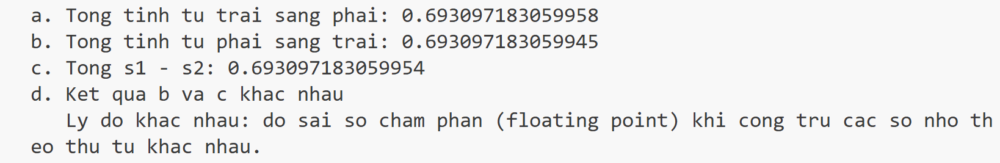 a. Tong tinh tu trai sang phai: 0.693097183059958
b. Tong tinh tu phai sang trai: 0.693097183059945
c. Tong s1 - s2: 0.693097183059954
d. Ket qua b va c khac nhau
Ly do khac nhau: do sai so cham phan (floating point) khi cong tru cac so nho th
eo thu tu khac nhau.